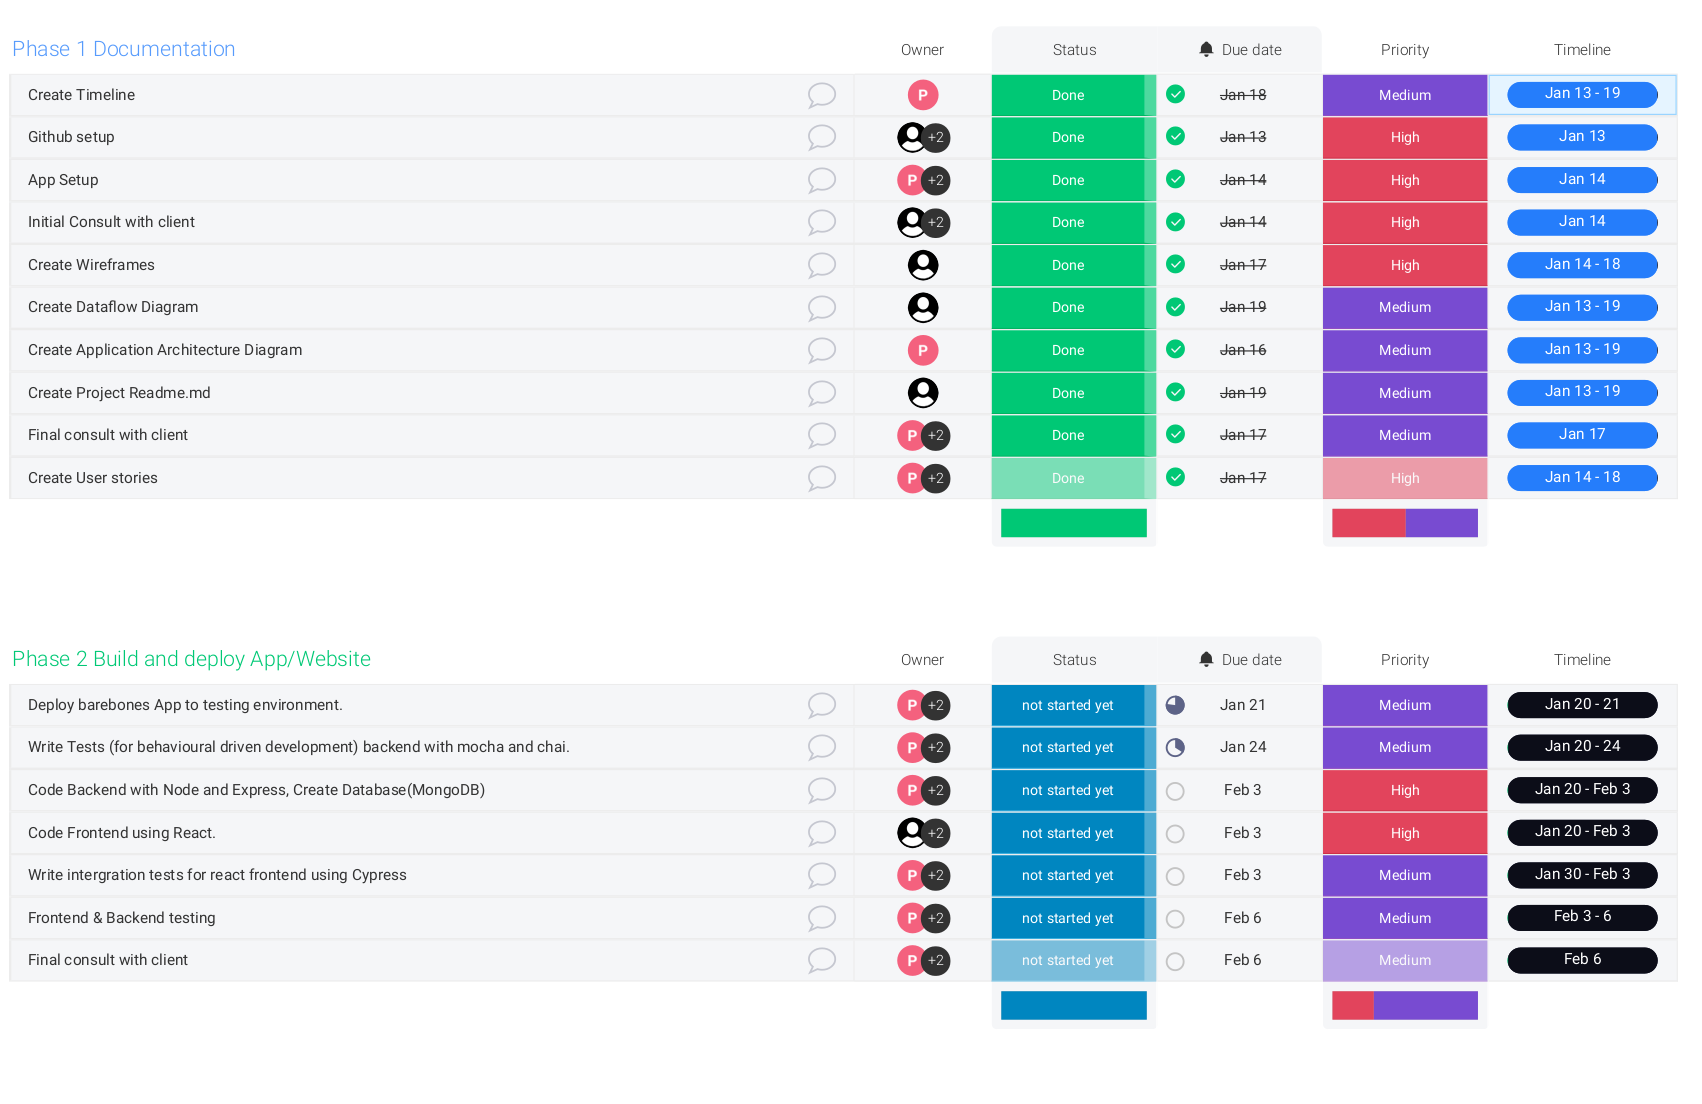 Phase 1 Documentation Owner Status Due date Priority Timeline
Create Timeline P Done Jan 18 Medium Jan 13 - 19
Github setup +2 Done Jan 13 High Jan 13
App Setup P +2 Done Jan 14 High Jan 14
Initial Consult with client +2 Done Jan 14 High Jan 14
Create Wireframes Done Jan 17 High Jan 14 - 18
Create Dataflow Diagram Done Jan 19 Medium Jan 13 - 19
Create Application Architecture Diagram P Done Jan 16 Medium Jan 13 - 19
Create Project Readme.md Done Jan 19 Medium Jan 13 - 19
Final consult with client P +2 Done Jan 17 Medium Jan 17
Create User stories P +2 Done Jan 17 High Jan 14 - 18
Phase 2 Build and deploy App/Website Owner Status Due date Priority Timeline
Deploy barebones App to testing environment. P +2 not started yet Jan 21 Medium Jan 20 - 21
Write Tests (for behavioural driven development) backend with mocha and chai. P +2 not started yet Jan 24 Medium Jan 20 - 24
Code Backend with Node and Express, Create Database(MongoDB) P +2 not started yet Feb 3 High Jan 20 - Feb 3
Code Frontend using React. +2 not started yet Feb 3 High Jan 20 - Feb 3
Write intergration tests for react frontend using Cypress P +2 not started yet Feb 3 Medium Jan 30 - Feb 3
Frontend & Backend testing P +2 not started yet Feb 6 Medium Feb 3 - 6
Final consult with client P +2 not started yet Feb 6 Medium Feb 6